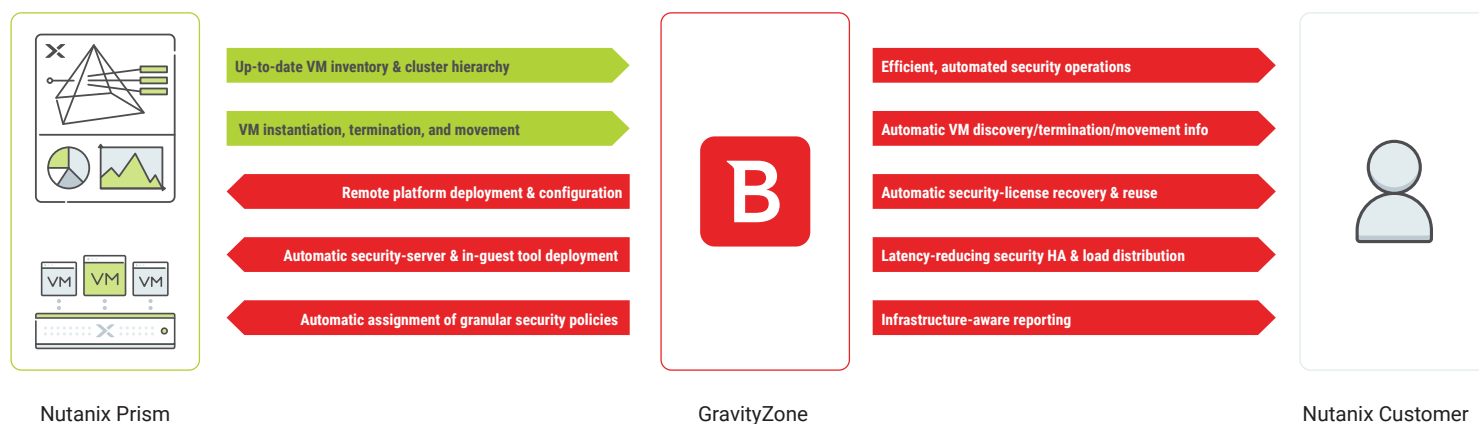 Up-to-date VM inventory & cluster hierarchy
VM instantiation, termination, and movement
Remote platform deployment & configuration
Automatic security-server & in-guest tool deployment
Automatic assignment of granular security policies
VM
VM
VM
B
Efficient, automated security operations
Automatic VM discovery/termination/movement info
Automatic security-license recovery & reuse
Latency-reducing security HA & load distribution
Infrastructure-aware reporting
Nutanix Prism
GravityZone
Nutanix Customer